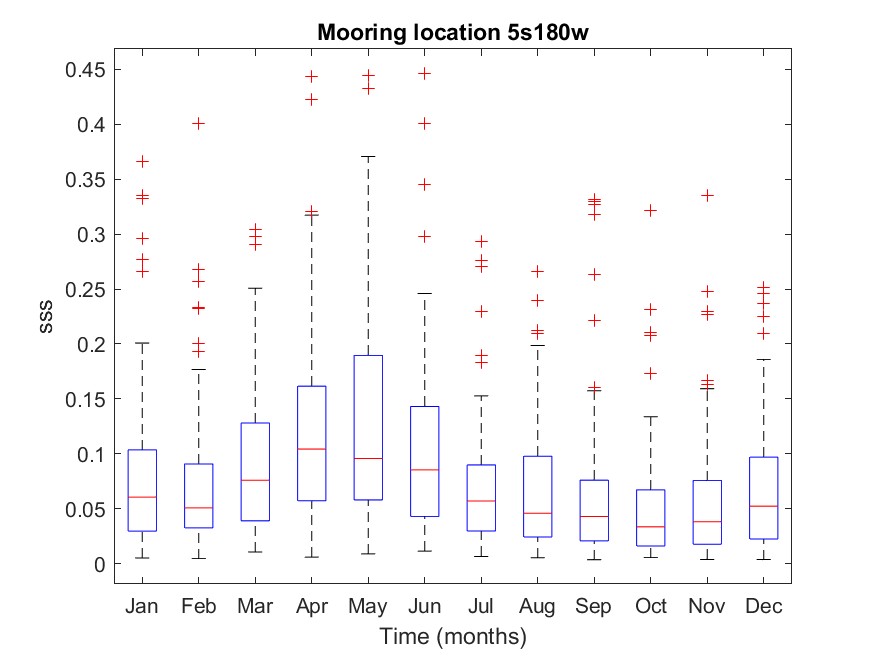 Mooring location 5s180w
0.45
0.4
0.35
0.3
0.25
0.2
0.15
0.1
0.05
0
sss
Jan Feb Mar Apr May Jun Jul Aug Sep Oct Nov Dec
Time (months)